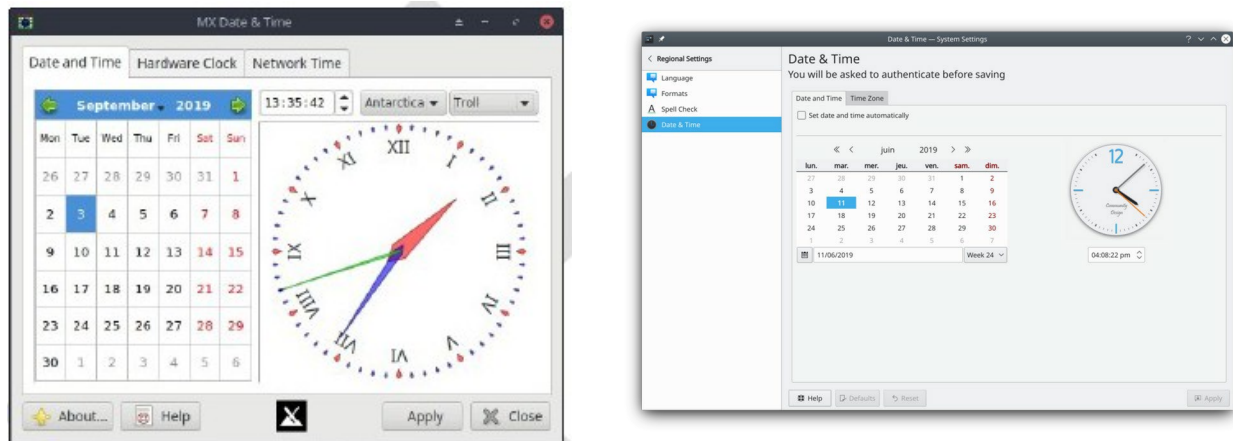 MX Date & Time
Date and Time Hardware Clock Network Time
September 2019 13:35:42 Antarctica Troll
Mon Tue Wed Thu Fri Sat Sun
26 27 28 29 30 31 1
2 3 4 5 6 7 8
9 10 11 12 13 14 15
16 17 18 19 20 21 22
23 24 25 26 27 28 29
30 1 2 3 4 5 6
XII
I
II
III
IV
V
VI
VII
VIII
IX
X
XI
About... Help X Apply Close
Date & Time — System Settings
Regional Settings
Language
Formats
Spell Check
Date & Time
Date & Time
You will be asked to authenticate before saving
Date and Time Time Zone
Set date and time automatically
juin 2019
lun. mar. mer. jeu. ven. sam. dim.
27 28 29 30 31 1 2
3 4 5 6 7 8 9
10 11 12 13 14 15 16
17 18 19 20 21 22 23
24 25 26 27 28 29 30
1 2 3 4 5 6 7
11/06/2019 Week 24
12
Community
Design
04:08:22 pm
Help Defaults Reset Apply